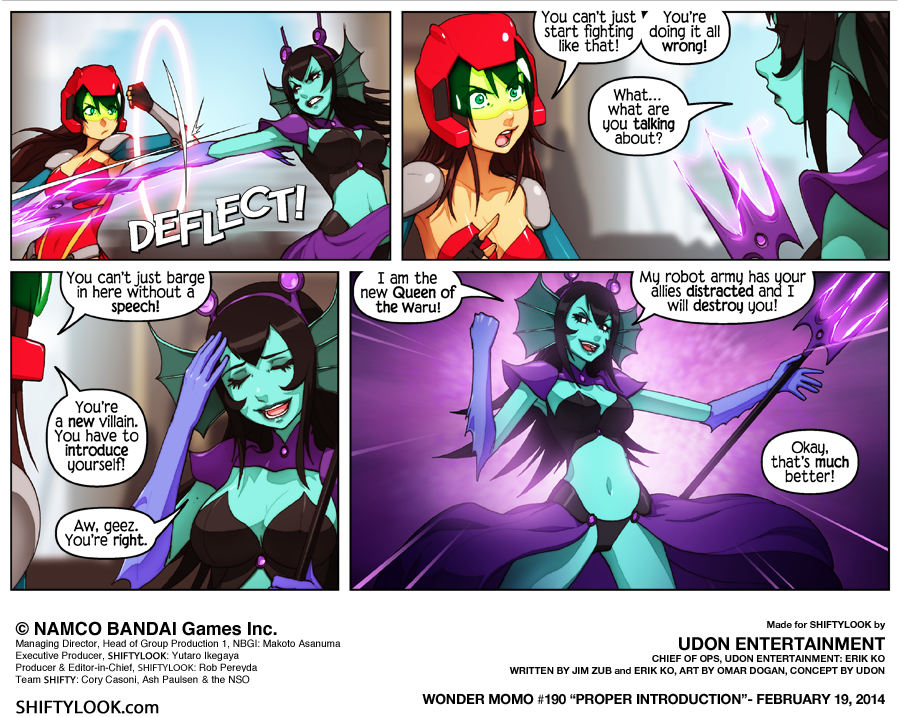 DEFLECT!
You can't just
start fighting
like that!
You're
doing it all
wrong!
What...
what are
you talking
about?
You can't just barge
in here without a
speech!
You're
a new villain.
You have to
introduce
yourself!
Aw, geez.
You're right.
I am the
new Queen of
the Waru!
My robot army has your
allies distracted and I
will destroy you!
Okay,
that's much
better!
© NAMCO BANDAI Games Inc.
Managing Director, Head of Group Production 1, NBGI: Makoto Asanuma
Executive Producer, SHIFTYLOOK: Yutaro Ikegaya
Producer & Editor-in-Chief, SHIFTYLOOK: Rob Pereyda
Team SHIFTY: Cory Casoni, Ash Paulsen & the NSO
SHIFTYLOOK.com
Made for SHIFTYLOOK by
UDON ENTERTAINMENT
CHIEF OF OPS, UDON ENTERTAINMENT: ERIK KO
WRITTEN BY JIM ZUB and ERIK KO, ART BY OMAR DOGAN, CONCEPT BY UDON
WONDER MOMO #190 “PROPER INTRODUCTION”- FEBRUARY 19, 2014